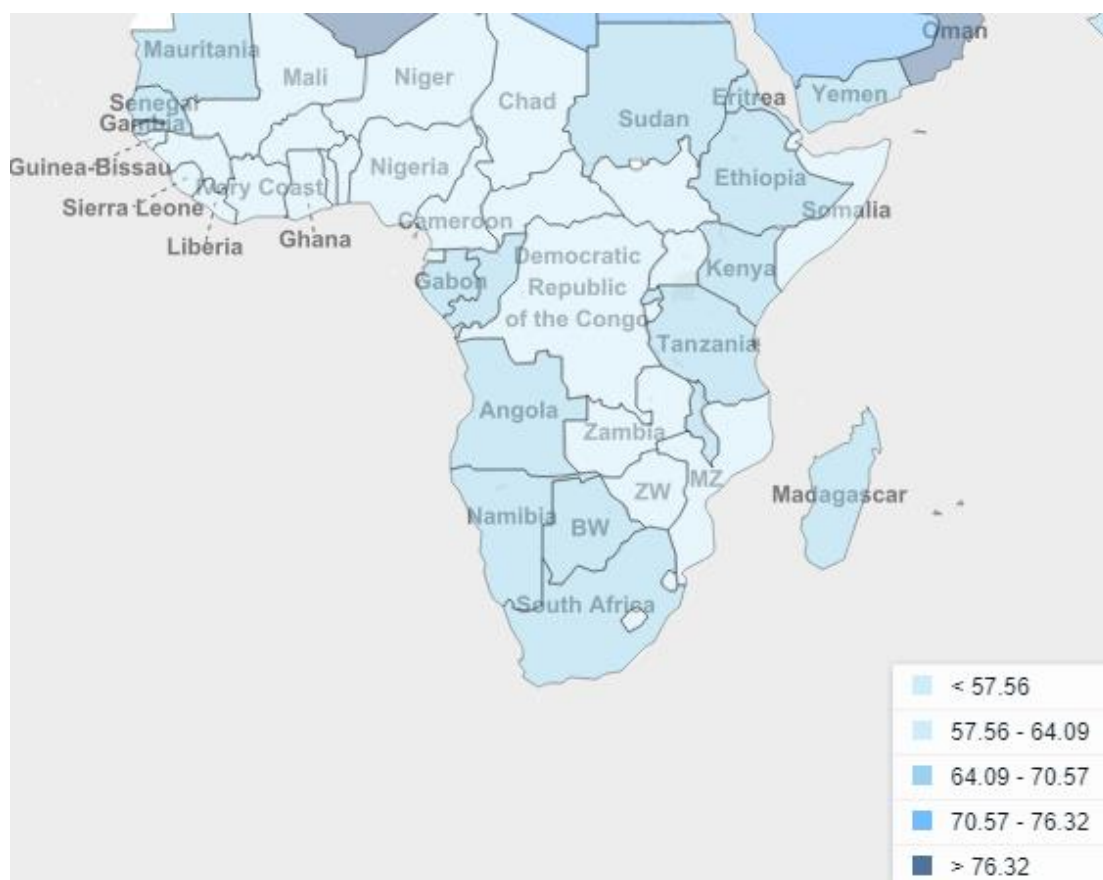 Oman
Mauritania
Mali
Niger
Chad
Senegal
Eritrea
Yemen
Gambia
Sudan
Guinea-Bissau
Nigeria
Ethiopia
Ivory Coast
Sierra Leone
Somalia
Cameroon
Liberia
Ghana
Democratic
Republic
of the Congo
Gabon
Kenya
Tanzania
Angola
Zambia
MZ
ZW
Madagascar
Namibia
BW
South Africa
< 57.56
57.56 - 64.09
64.09 - 70.57
70.57 - 76.32
> 76.32